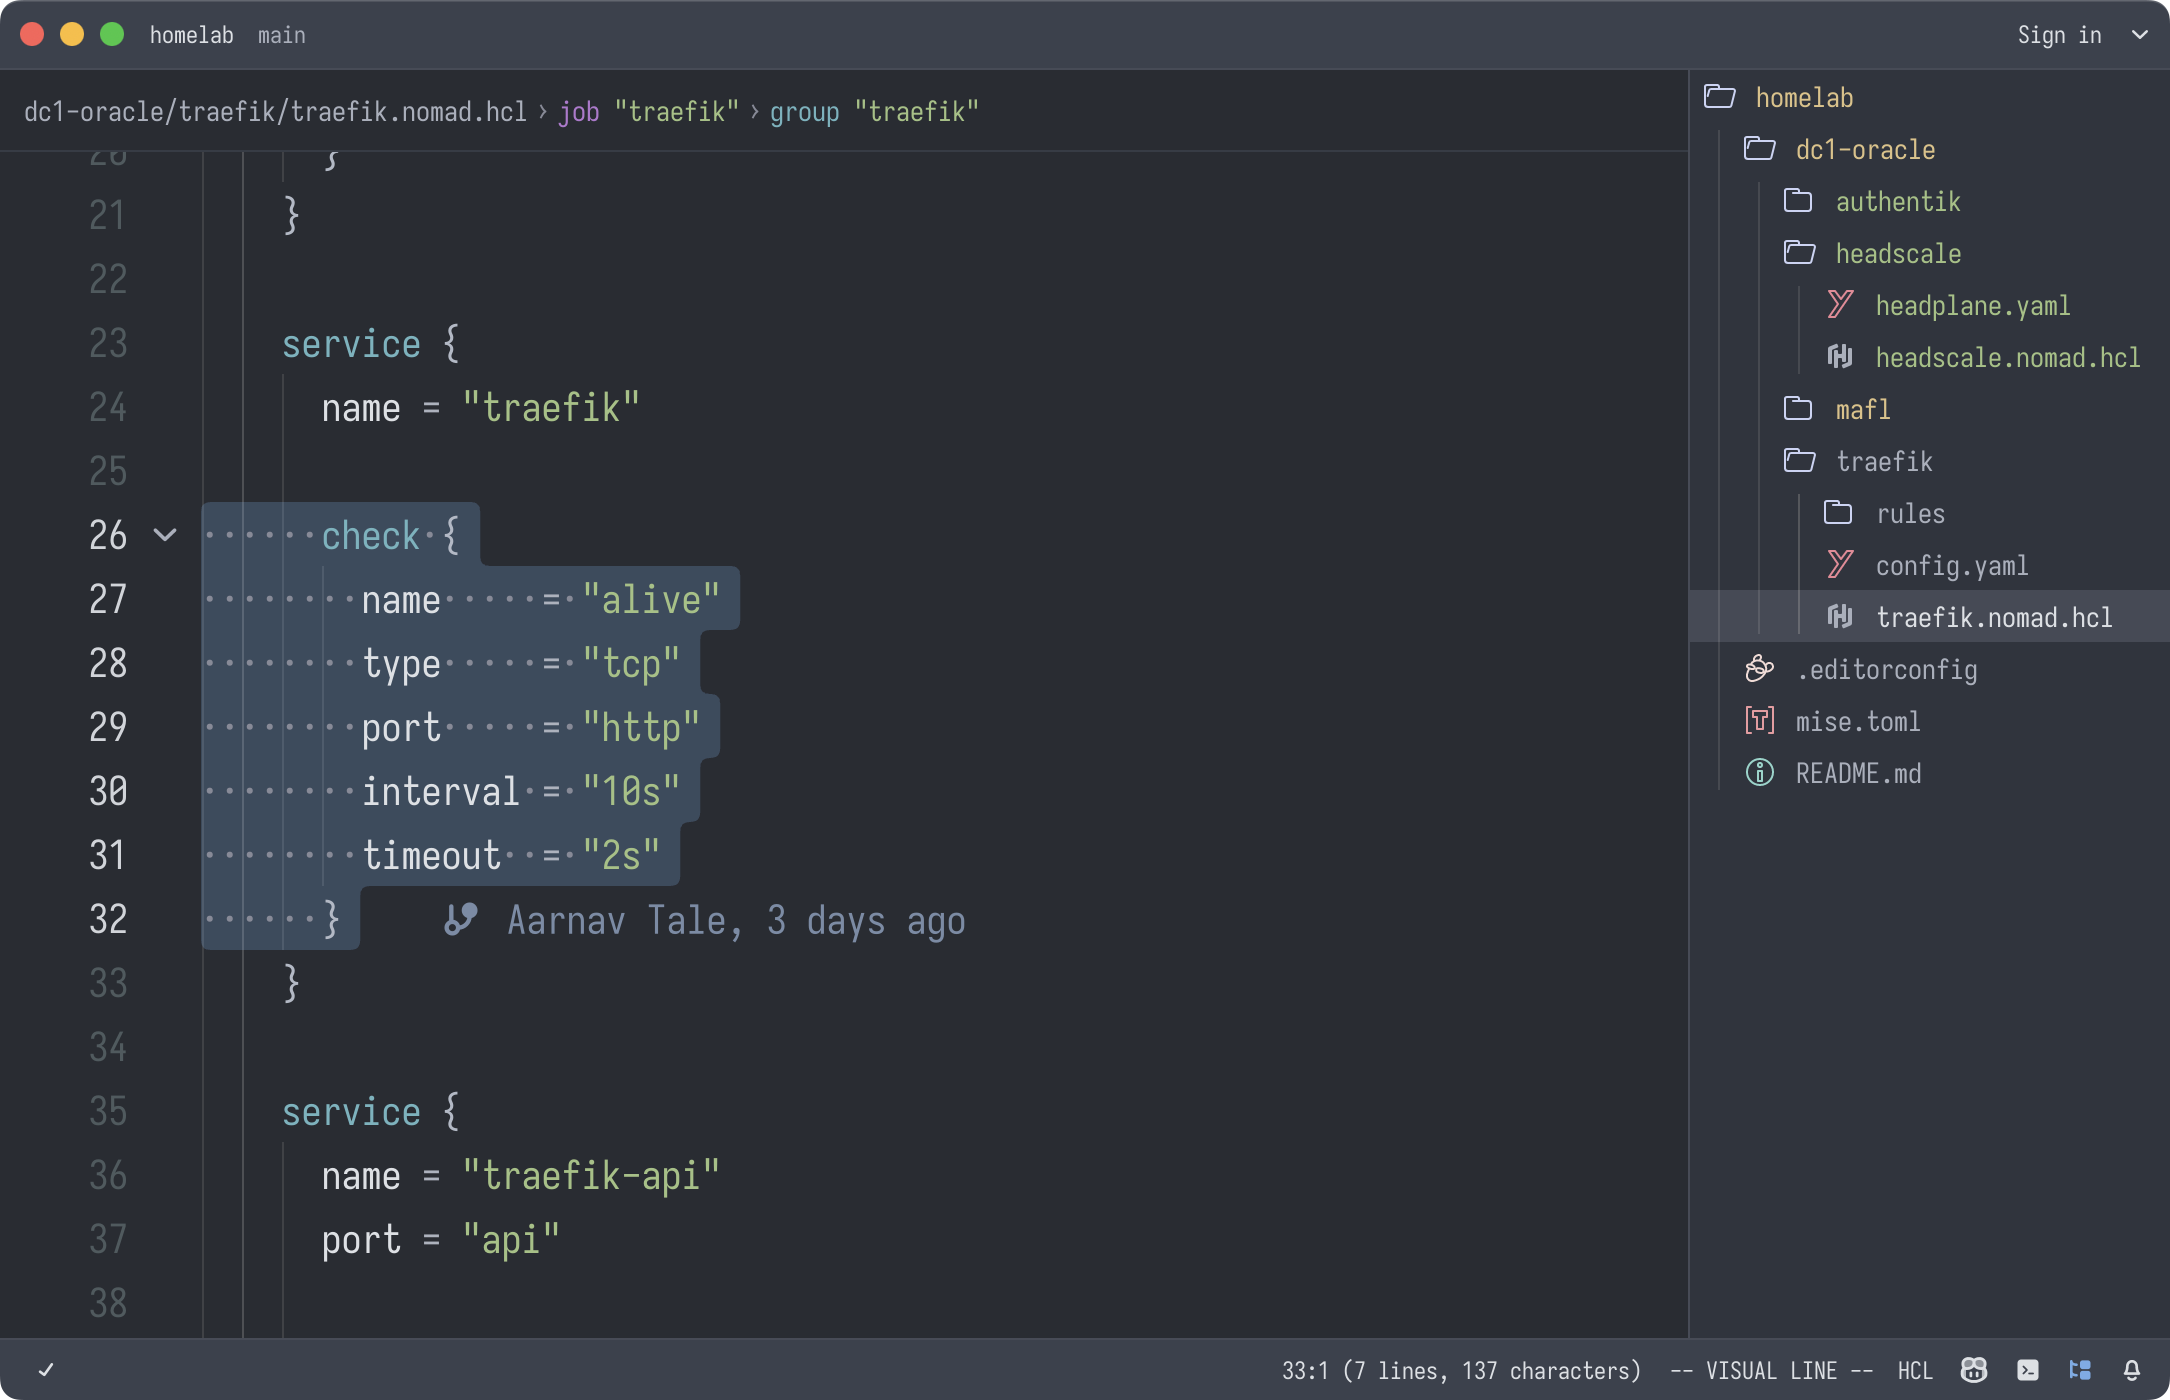 homelab main
Sign in
dc1-oracle/traefik/traefik.nomad.hcl › job "traefik" › group "traefik"
20 }
21 }
22
23 service {
24 name = "traefik"
25
26 check {
27 name = "alive"
28 type = "tcp"
29 port = "http"
30 interval = "10s"
31 timeout = "2s"
32 } Aarnav Tale, 3 days ago
33 }
34
35 service {
36 name = "traefik-api"
37 port = "api"
38
homelab
dc1-oracle
authentik
headscale
headplane.yaml
headscale.nomad.hcl
mafl
traefik
rules
config.yaml
traefik.nomad.hcl
.editorconfig
mise.toml
README.md
33:1 (7 lines, 137 characters) -- VISUAL LINE -- HCL